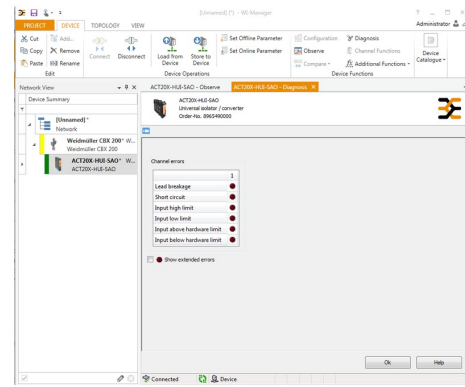 [Unnamed] (*) - WI-Manager
PROJECT DEVICE TOPOLOGY VIEW
Administrator
Cut
Copy
Paste
Add...
Remove
Rename
Edit
Connect
Disconnect
Load from Device
Store to Device
Device Operations
Set Offline Parameter
Set Online Parameter
Configuration
Observe
Compare
Diagnosis
Channel Functions
Additional Functions
Device Functions
Device Catalogue
Network View
Device Summary
[Unnamed]*
Network
Weidmüller CBX 200* W...
Weidmüller CBX 200
ACT20X-HUI-SAO* W...
ACT20X-HUI-SAO
ACT20X-HUI-SAO - Observe
ACT20X-HUI-SAO - Diagnosis
ACT20X-HUI-SAO
Universal isolator / converter
Order-No. 8965490000
Channel errors
1
Lead breakage
Short circuit
Input high limit
Input low limit
Input above hardware limit
Input below hardware limit
Show extended errors
Ok
Help
Connected
Device